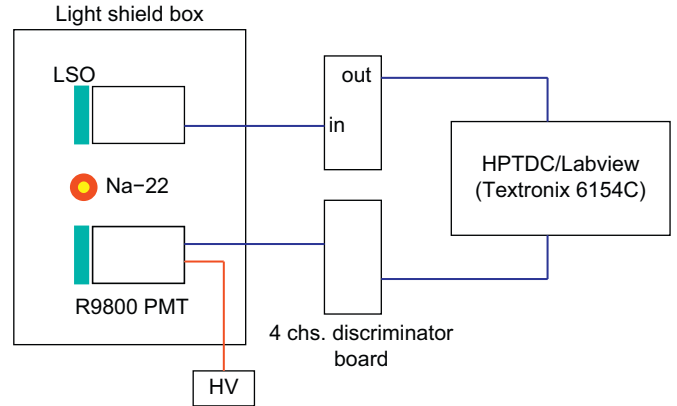 Light shield box
LSO
out
in
HPTDC/Labview
(Textronix 6154C)
Na−22
R9800 PMT
4 chs. discriminator
board
HV